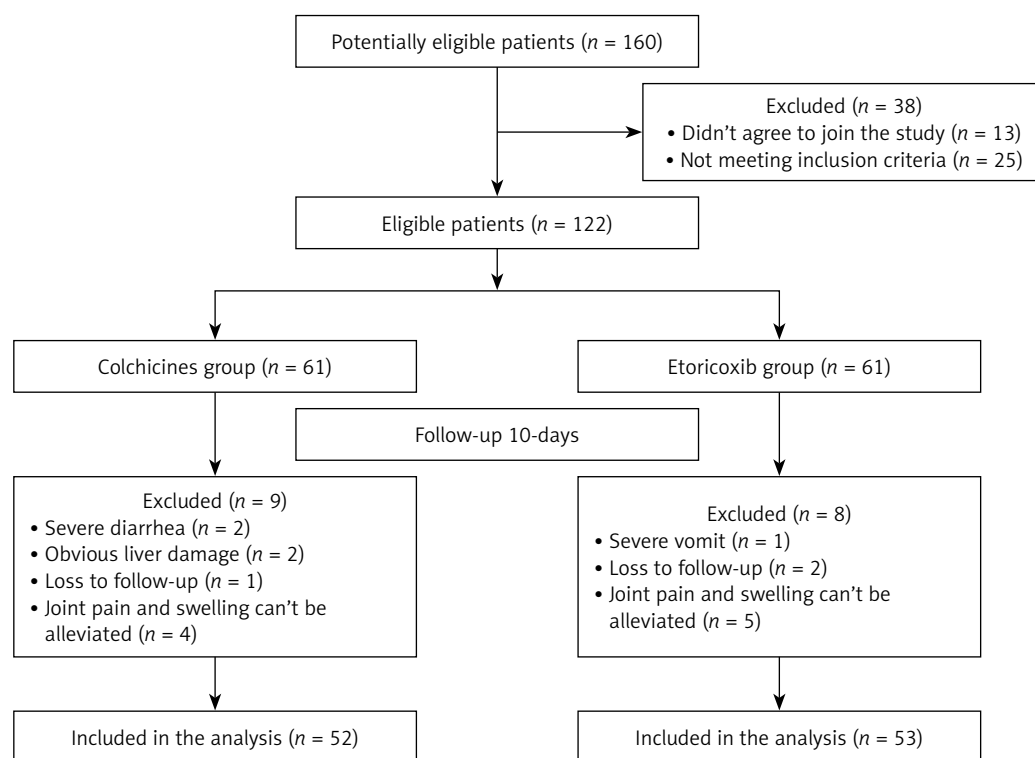 Potentially eligible patients (n = 160)
Excluded (n = 38)
• Didn't agree to join the study (n = 13)
• Not meeting inclusion criteria (n = 25)
Eligible patients (n = 122)
Colchicines group (n = 61)
Etoricoxib group (n = 61)
Follow-up 10-days
Excluded (n = 9)
• Severe diarrhea (n = 2)
• Obvious liver damage (n = 2)
• Loss to follow-up (n = 1)
• Joint pain and swelling can't be
alleviated (n = 4)
Excluded (n = 8)
• Severe vomit (n = 1)
• Loss to follow-up (n = 2)
• Joint pain and swelling can't be
alleviated (n = 5)
Included in the analysis (n = 52)
Included in the analysis (n = 53)